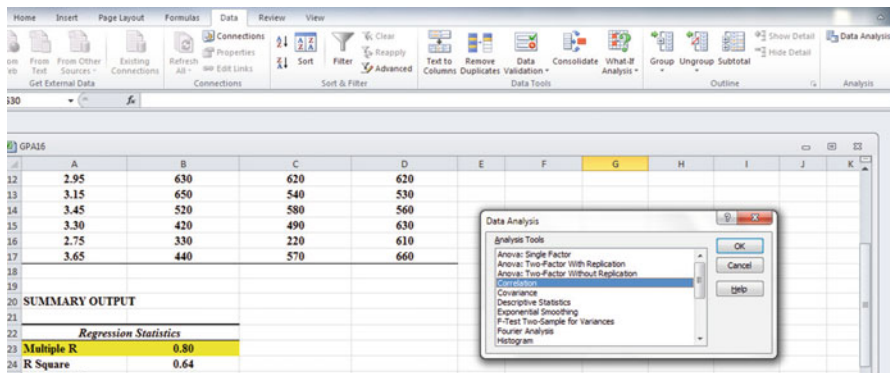 Home Insert Page Layout Formulas Data Review View
From Text
From Other Sources
Existing Connections
Get External Data
Refresh All
Connections
Properties
Edit Links
Connections
Sort
Filter
Clear
Reapply
Advanced
Sort & Filter
Text to Columns
Remove Duplicates
Data Validation
Consolidate
What-If Analysis
Data Tools
Group
Ungroup
Subtotal
Show Detail
Hide Detail
Outline
Data Analysis
Analysis
fx
GPA16
A B C D E F G H I J K
12 2.95 630 620 620
13 3.15 650 540 530
14 3.45 520 580 560
15 3.30 420 490 630
16 2.75 330 220 610
17 3.65 440 570 660
18
19
20 SUMMARY OUTPUT
21
22 Regression Statistics
23 Multiple R 0.80
24 R Square 0.64
Data Analysis
Analysis Tools
Anova: Single Factor
Anova: Two-Factor With Replication
Anova: Two-Factor Without Replication
Correlation
Covariance
Descriptive Statistics
Exponential Smoothing
F-Test Two-Sample for Variances
Fourier Analysis
Histogram
OK
Cancel
Help